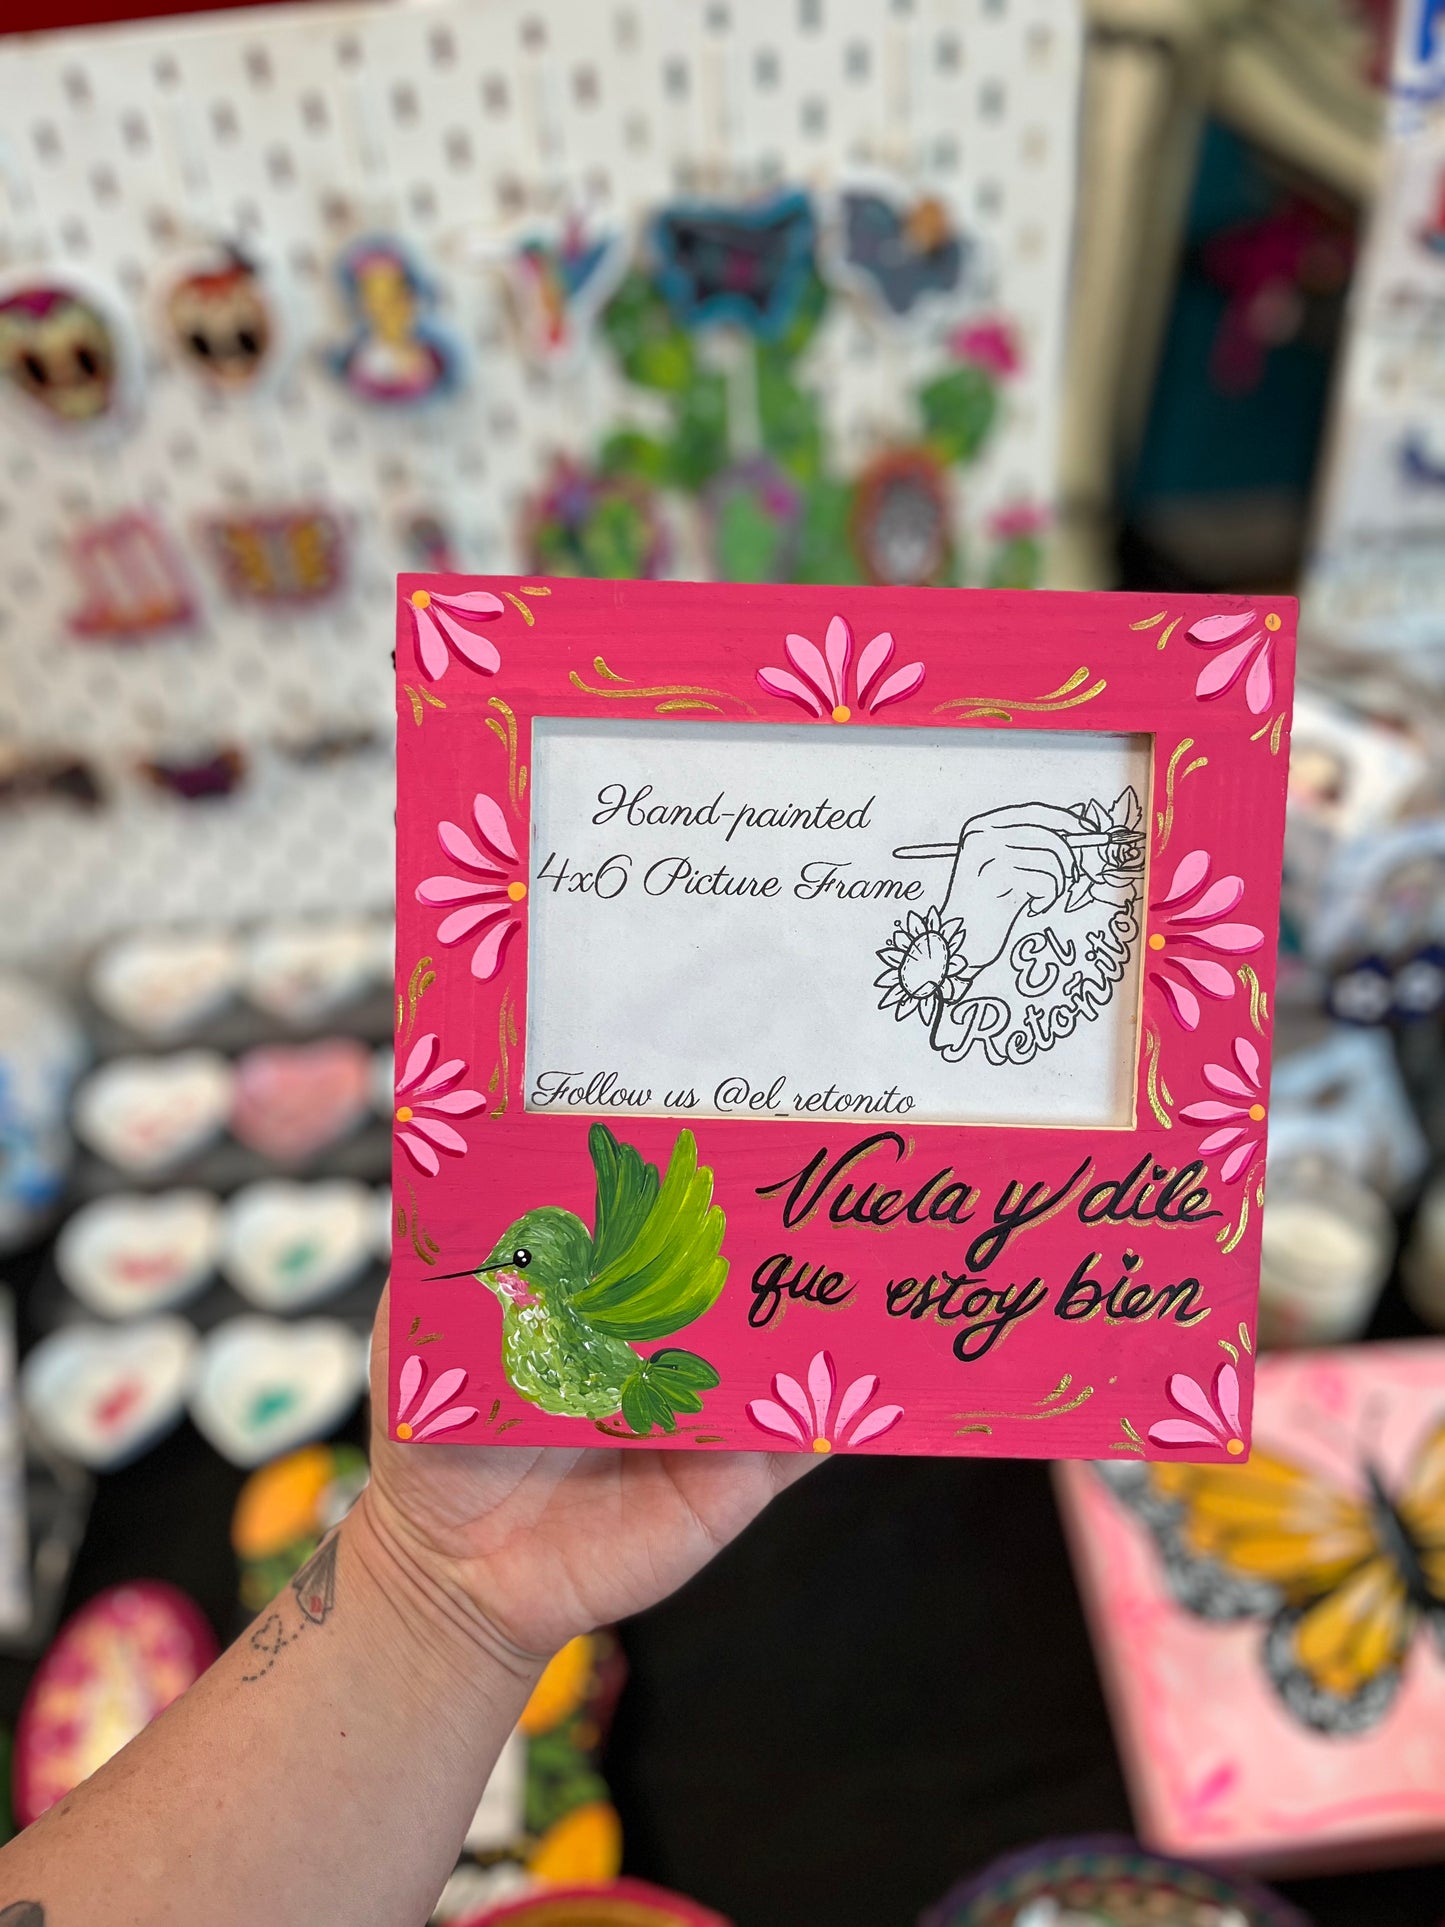 Hand-painted
4x6 Picture Frame
El
Retoñito
Follow us @el_retonito
Vuela y dile
que estoy bien